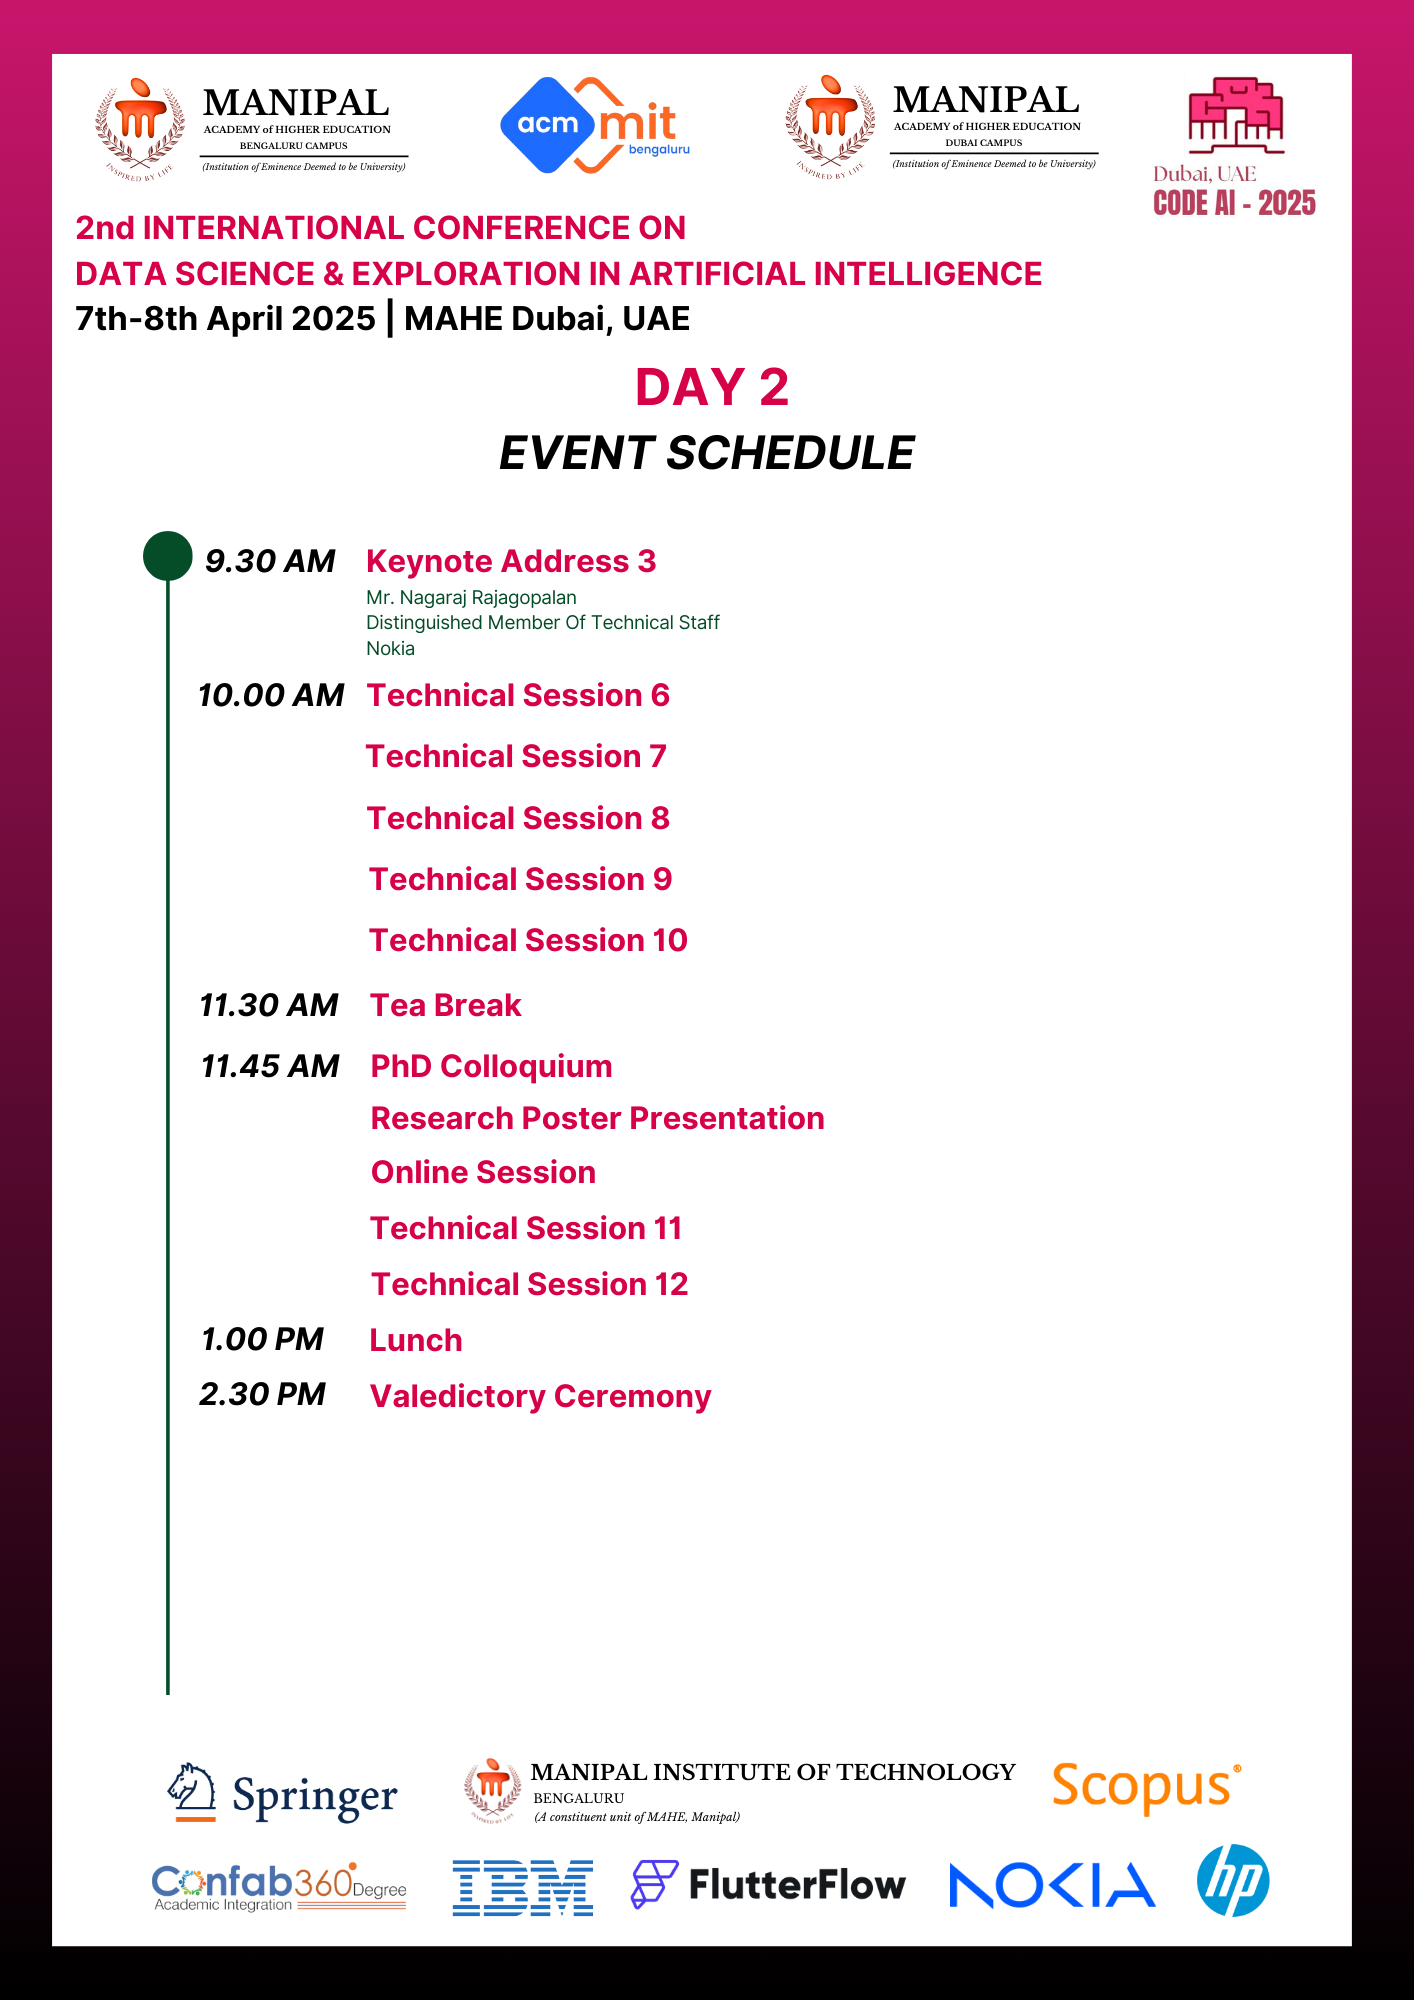 MANIPAL
ACADEMY of HIGHER EDUCATION
BENGALURU CAMPUS
(Institution of Eminence Deemed to be University)
INSPIRED BY LIFE
acm mit
bengaluru
MANIPAL
ACADEMY of HIGHER EDUCATION
DUBAI CAMPUS
(Institution of Eminence Deemed to be University)
INSPIRED BY LIFE
Dubai, UAE
CODE AI - 2025
2nd INTERNATIONAL CONFERENCE ON
DATA SCIENCE & EXPLORATION IN ARTIFICIAL INTELLIGENCE
7th-8th April 2025 | MAHE Dubai, UAE
DAY 2
EVENT SCHEDULE
9.30 AM Keynote Address 3
Mr. Nagaraj Rajagopalan
Distinguished Member Of Technical Staff
Nokia
10.00 AM Technical Session 6
Technical Session 7
Technical Session 8
Technical Session 9
Technical Session 10
11.30 AM Tea Break
11.45 AM PhD Colloquium
Research Poster Presentation
Online Session
Technical Session 11
Technical Session 12
1.00 PM Lunch
2.30 PM Valedictory Ceremony
Springer
MANIPAL INSTITUTE OF TECHNOLOGY
BENGALURU
(A constituent unit of MAHE, Manipal)
INSPIRED BY LIFE
Scopus®
Confab360°Degree
Academic Integration
IBM
FlutterFlow
NOKIA
hp